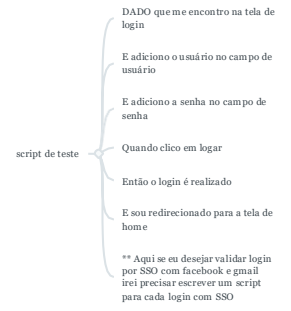 DADO que me encontro na tela de
login
E adiciono o usuário no campo de
usuário
E adiciono a senha no campo de
senha
script de teste
Quando clico em logar
Então o login é realizado
E sou redirecionado para a tela de
home
** Aqui se eu desejar validar login
por SSO com facebook e gmail
irei precisar escrever um script
para cada login com SSO